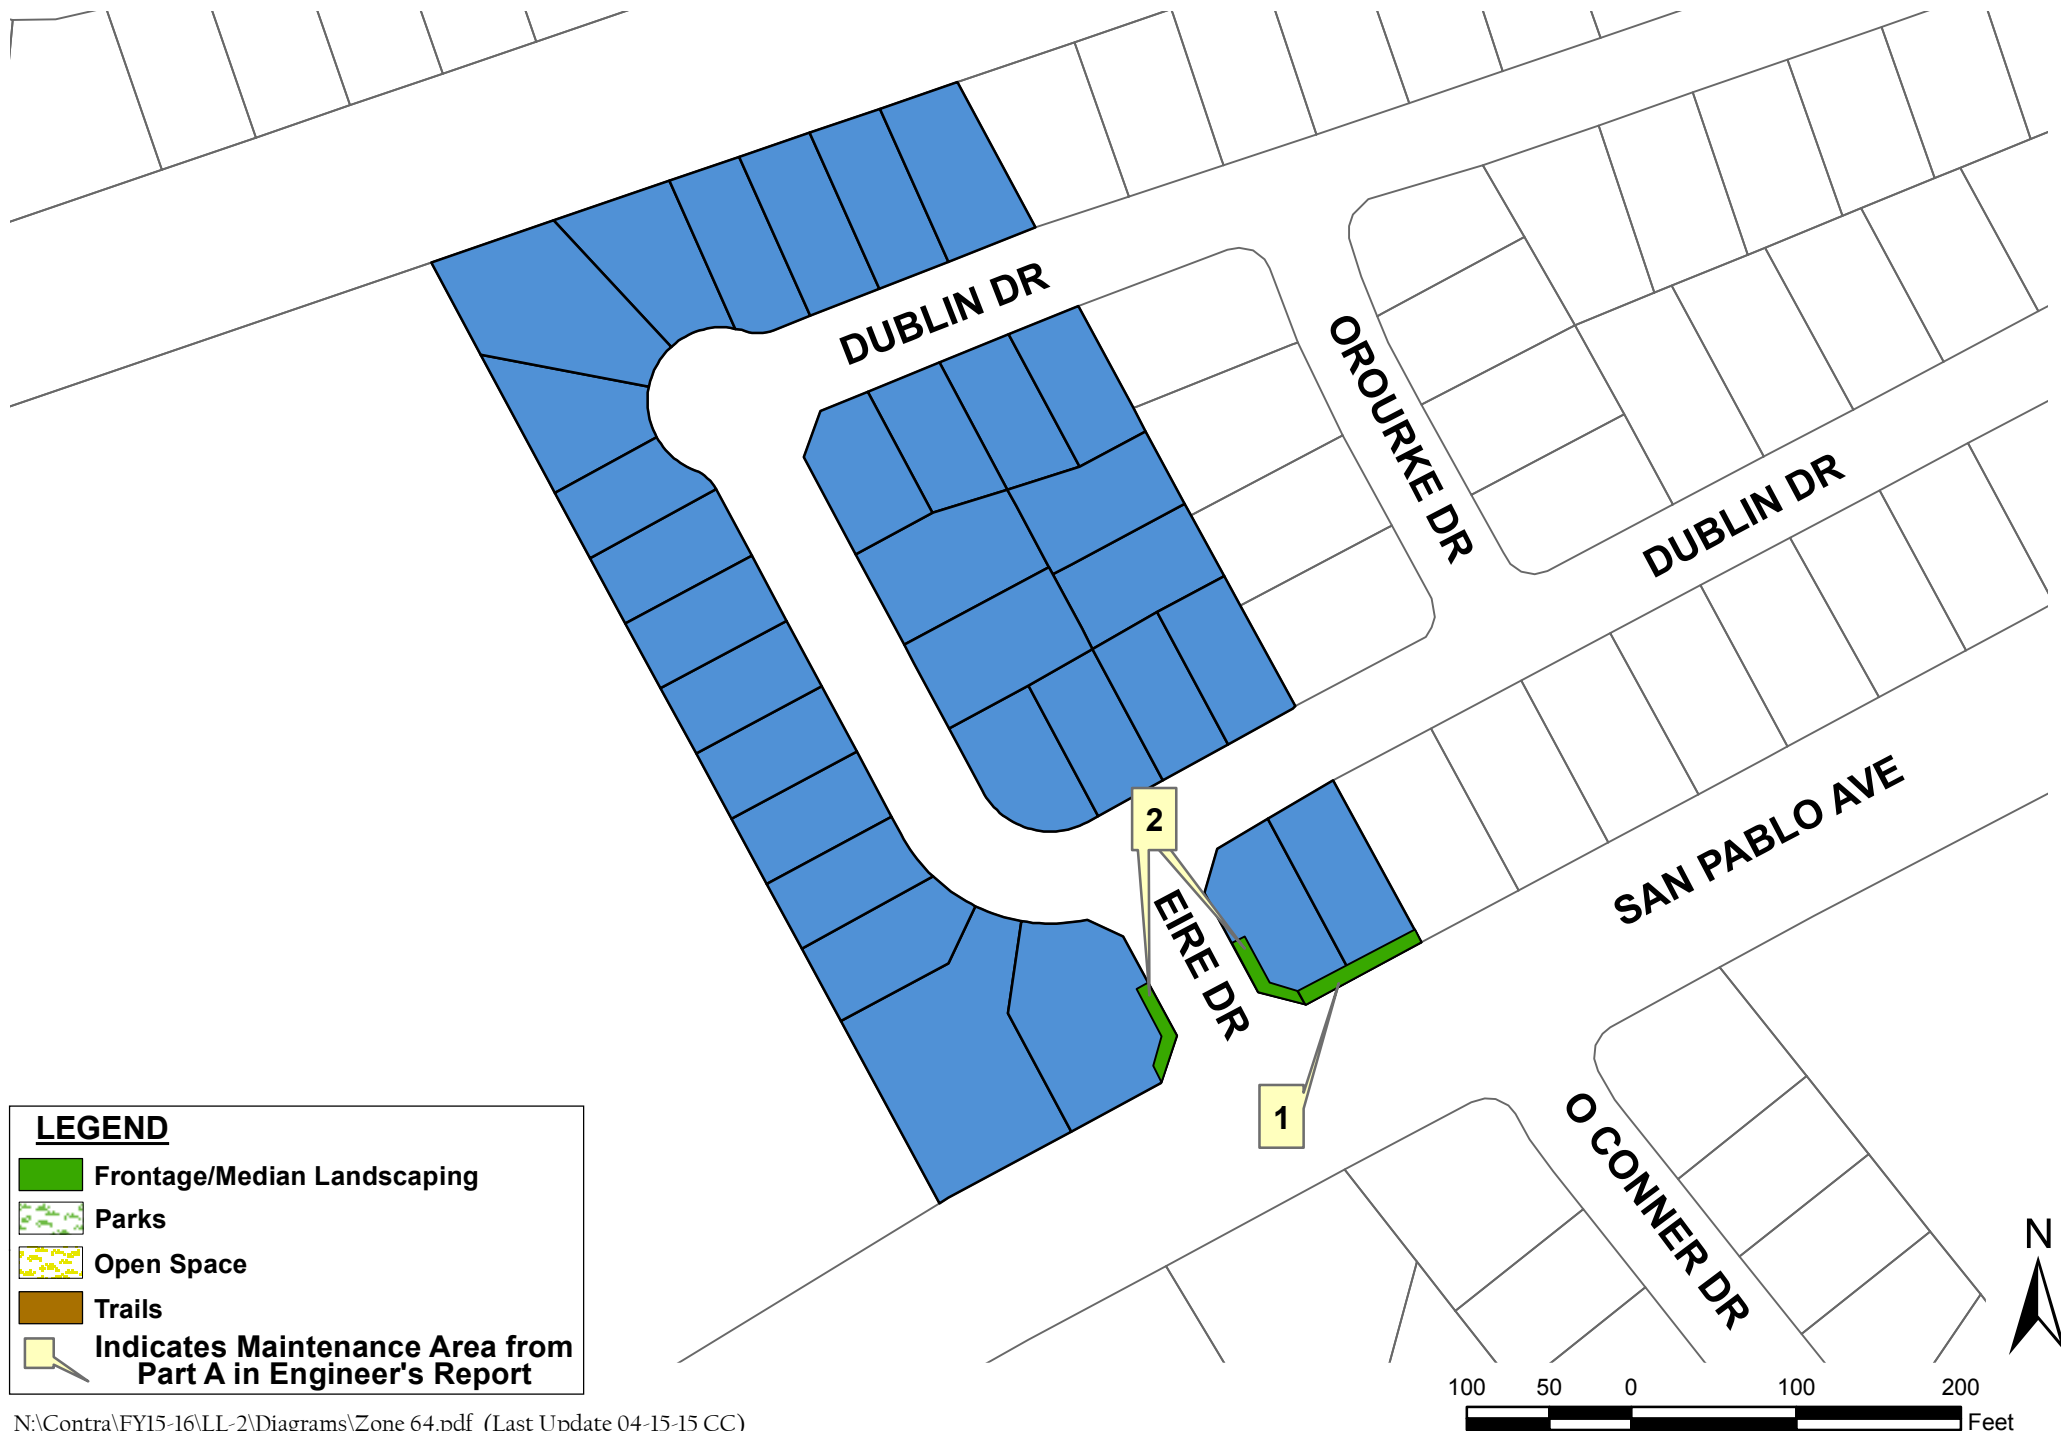 DUBLIN DR
OROURKE DR
DUBLIN DR
2
SAN PABLO AVE
EIRE DR
1
O CONNER DR
LEGEND
Frontage/Median Landscaping
Parks
Open Space
Trails
Indicates Maintenance Area from
Part A in Engineer's Report
N
100 50 0 100 200
Feet
N:\Contra\FY15-16\LL-2\Diagrams\Zone 64.pdf (Last Update 04-15-15 CC)